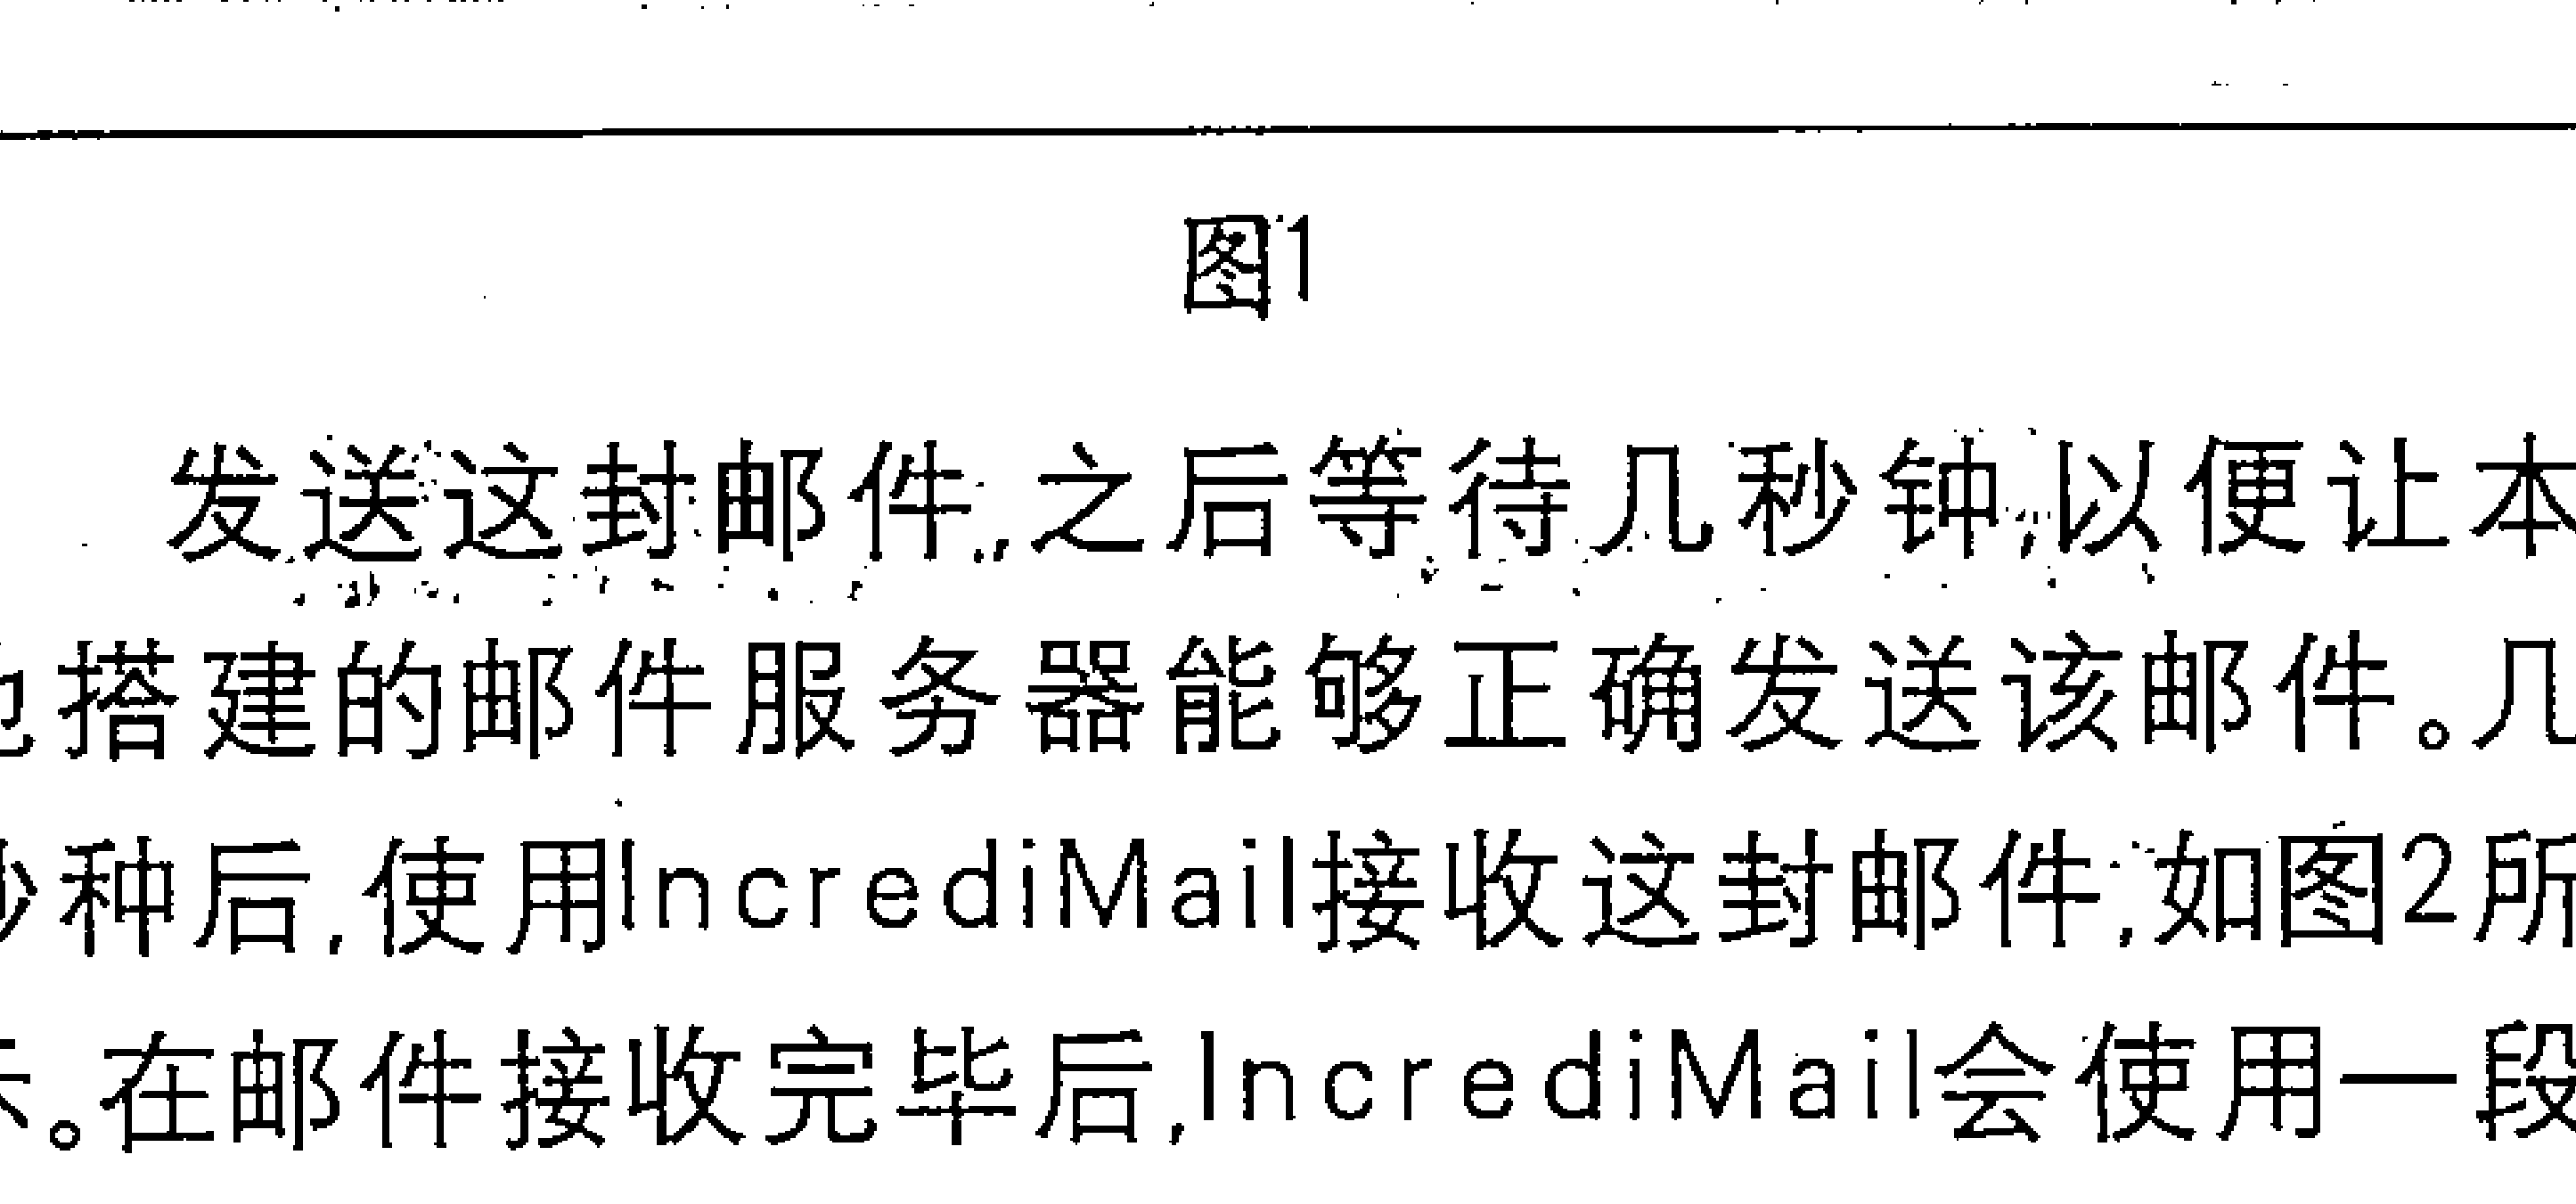 图1
发送这封邮件,之后等待几秒钟,以便让本
地搭建的邮件服务器能够正确发送该邮件。几
秒种后,使用IncrediMail接收这封邮件,如图2所
示。在邮件接收完毕后,IncrediMail会使用一段